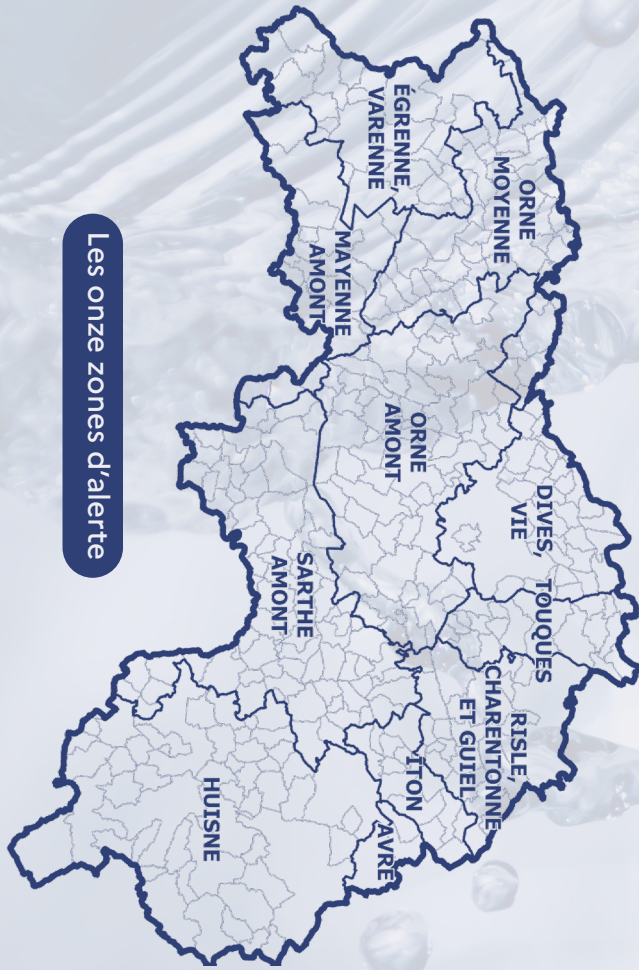 ÉGRENNE
VARENNE
ORNE
MOYENNE
MAYENNE
AMONT
ORNE
AMONT
DIVES,
VIE
TOUQUES
RISLE,
CHARENTONNE
ET GUIEL
SARTHE
AMONT
ITON
AVRE
HUISNE
Les onze zones d’alerte